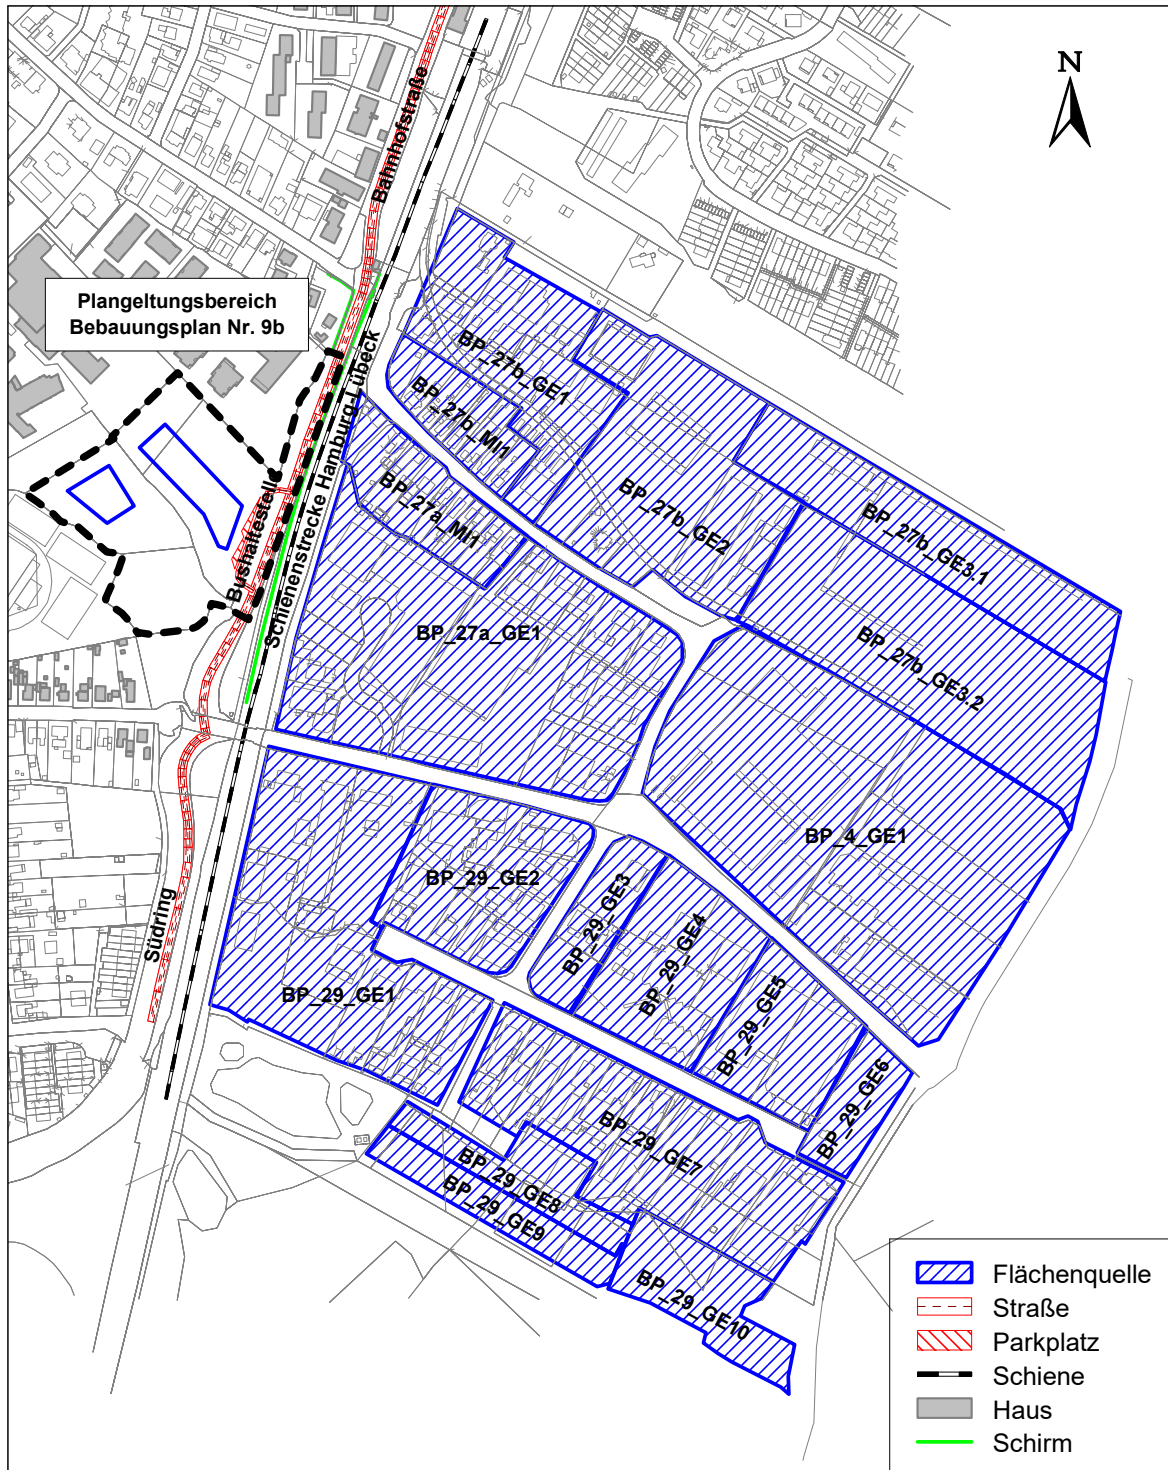 N
Bahnhofstraße
Plangeltungsbereich
Bebauungsplan Nr. 9b
Schienenstrecke Hamburg-Lübeck
BP_27b_GE1
BP_27b_MI1
BP_27a_MI1
BP_27b_GE2
BP_27b_GE3.1
Bushaltestell
BP_27a_GE1
BP_27b_GE3.2
BP_4_GE1
BP_29_GE2
BP_29_GE3
BP_29_GE4
Südring
BP_29_GE1
BP_29_GE5
BP_29_GE6
BP_29_GE7
BP_29_GE8
BP_29_GE9
BP_29_GE10
Flächenquelle
Straße
Parkplatz
Schiene
Haus
Schirm